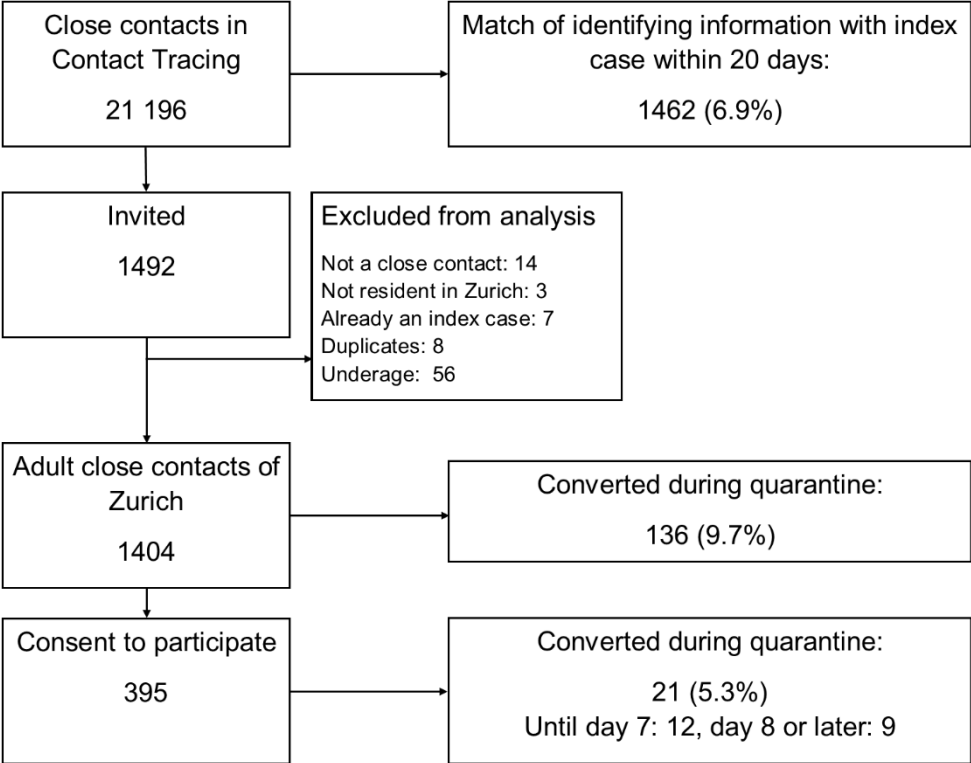 Close contacts in
Contact Tracing
21 196
Match of identifying information with index
case within 20 days:
1462 (6.9%)
Invited
1492
Excluded from analysis
Not a close contact: 14
Not resident in Zurich: 3
Already an index case: 7
Duplicates: 8
Underage: 56
Adult close contacts of
Zurich
1404
Converted during quarantine:
136 (9.7%)
Consent to participate
395
Converted during quarantine:
21 (5.3%)
Until day 7: 12, day 8 or later: 9